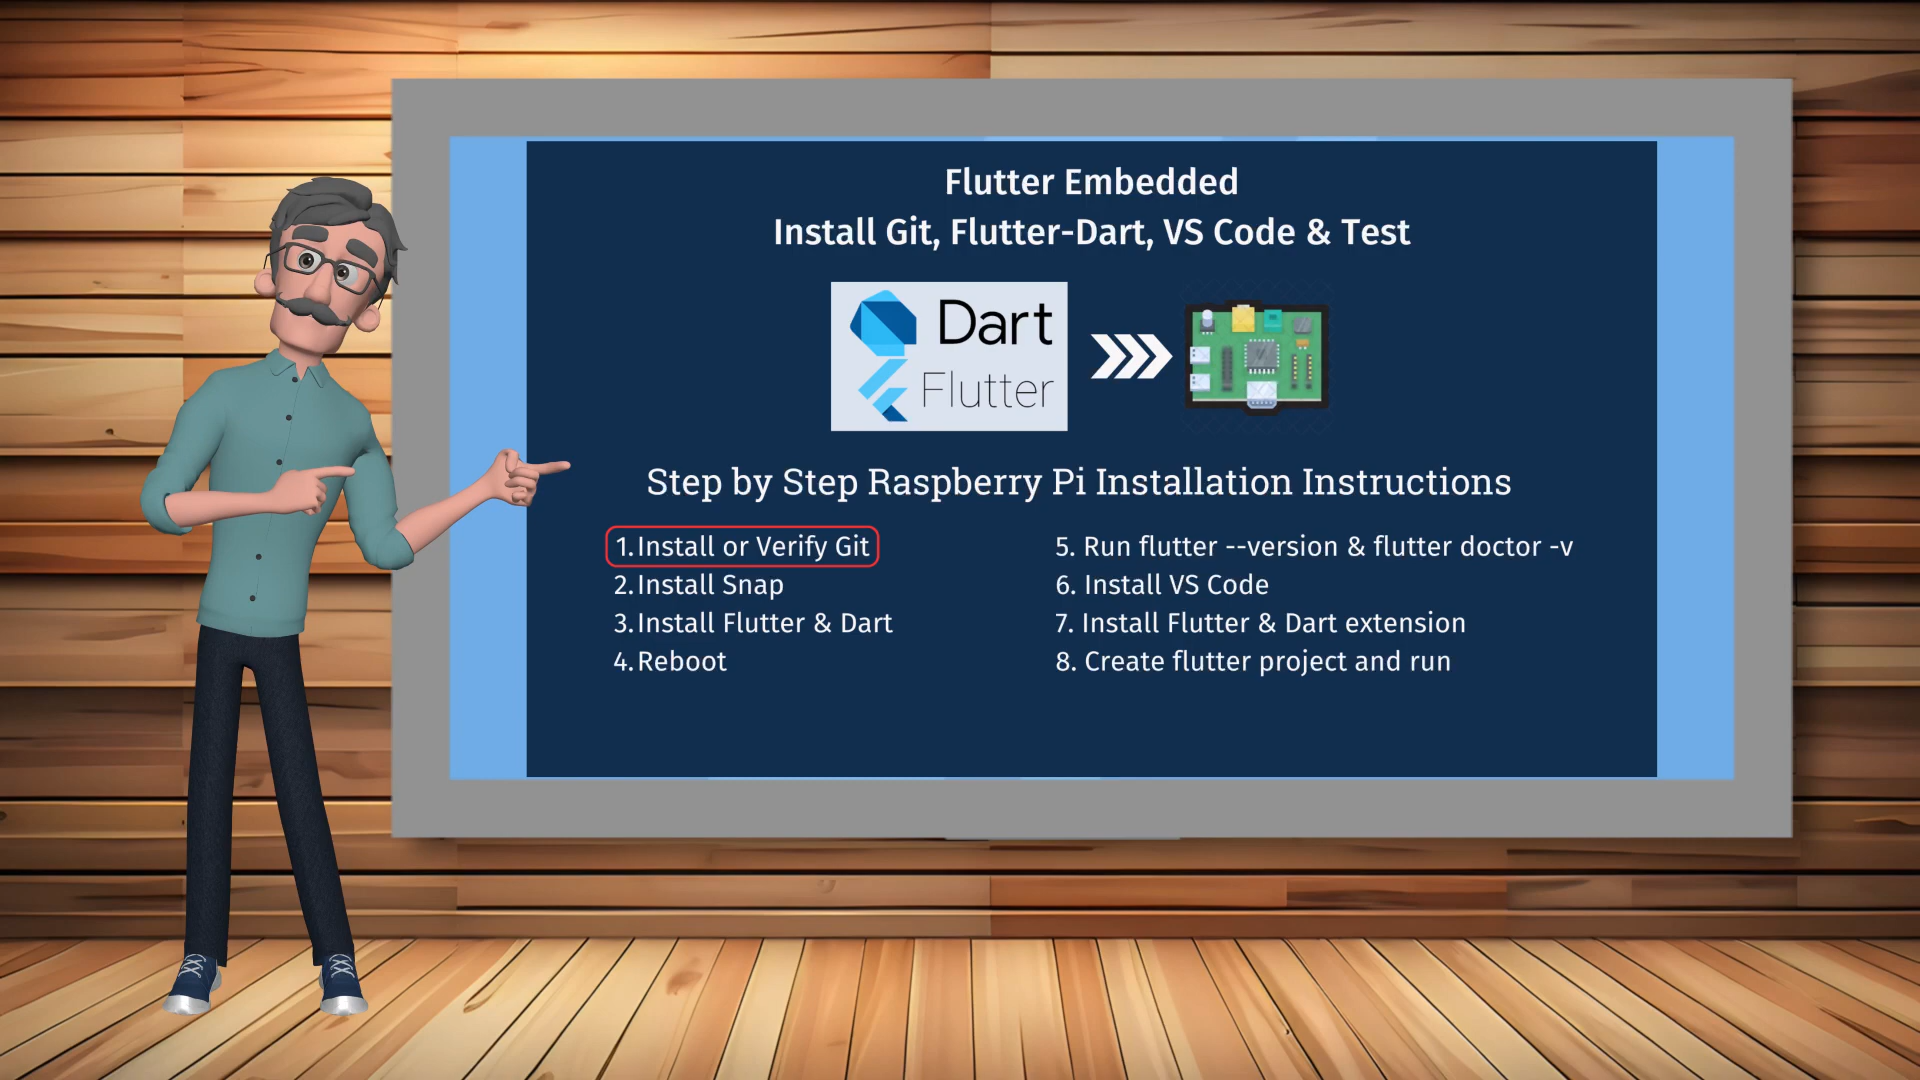 Flutter Embedded
Install Git, Flutter-Dart, VS Code & Test
Dart
Flutter
Step by Step Raspberry Pi Installation Instructions
1.Install or Verify Git
2.Install Snap
3.Install Flutter & Dart
4.Reboot
5. Run flutter --version & flutter doctor -v
6. Install VS Code
7. Install Flutter & Dart extension
8. Create flutter project and run